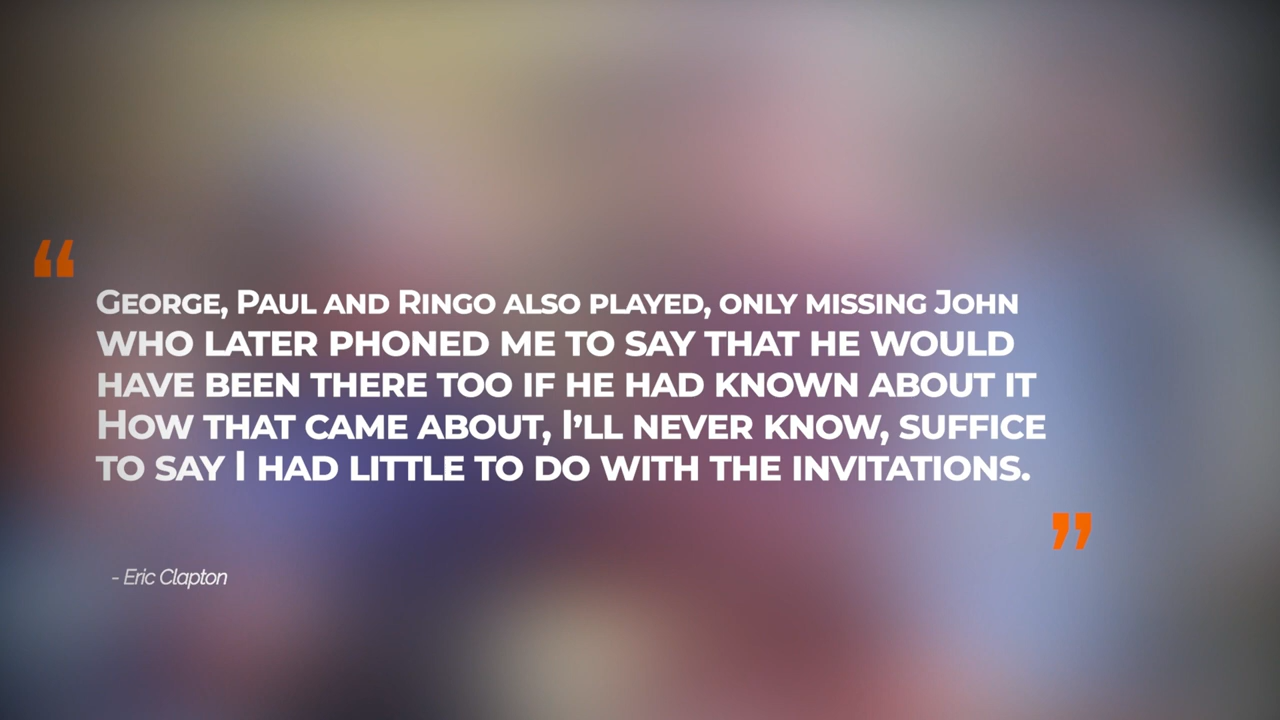 “
George, Paul and Ringo also played, only missing John
who later phoned me to say that he would
have been there too if he had known about it
How that came about, I’ll never know, suffice
to say I had little to do with the invitations.
”
- Eric Clapton